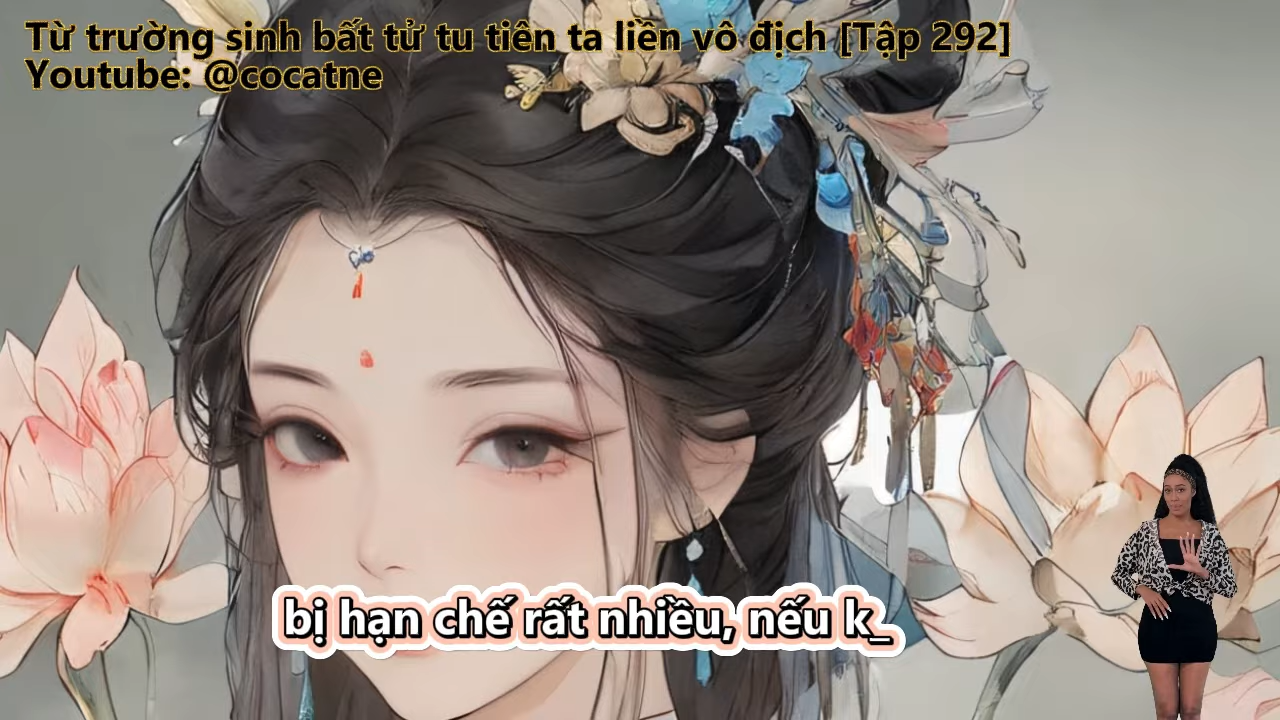 Từ trường sinh bất tử tu tiên ta liền vô địch [Tập 292]
Youtube: @cocatne
bị hạn chế rất nhiều, nếu k_